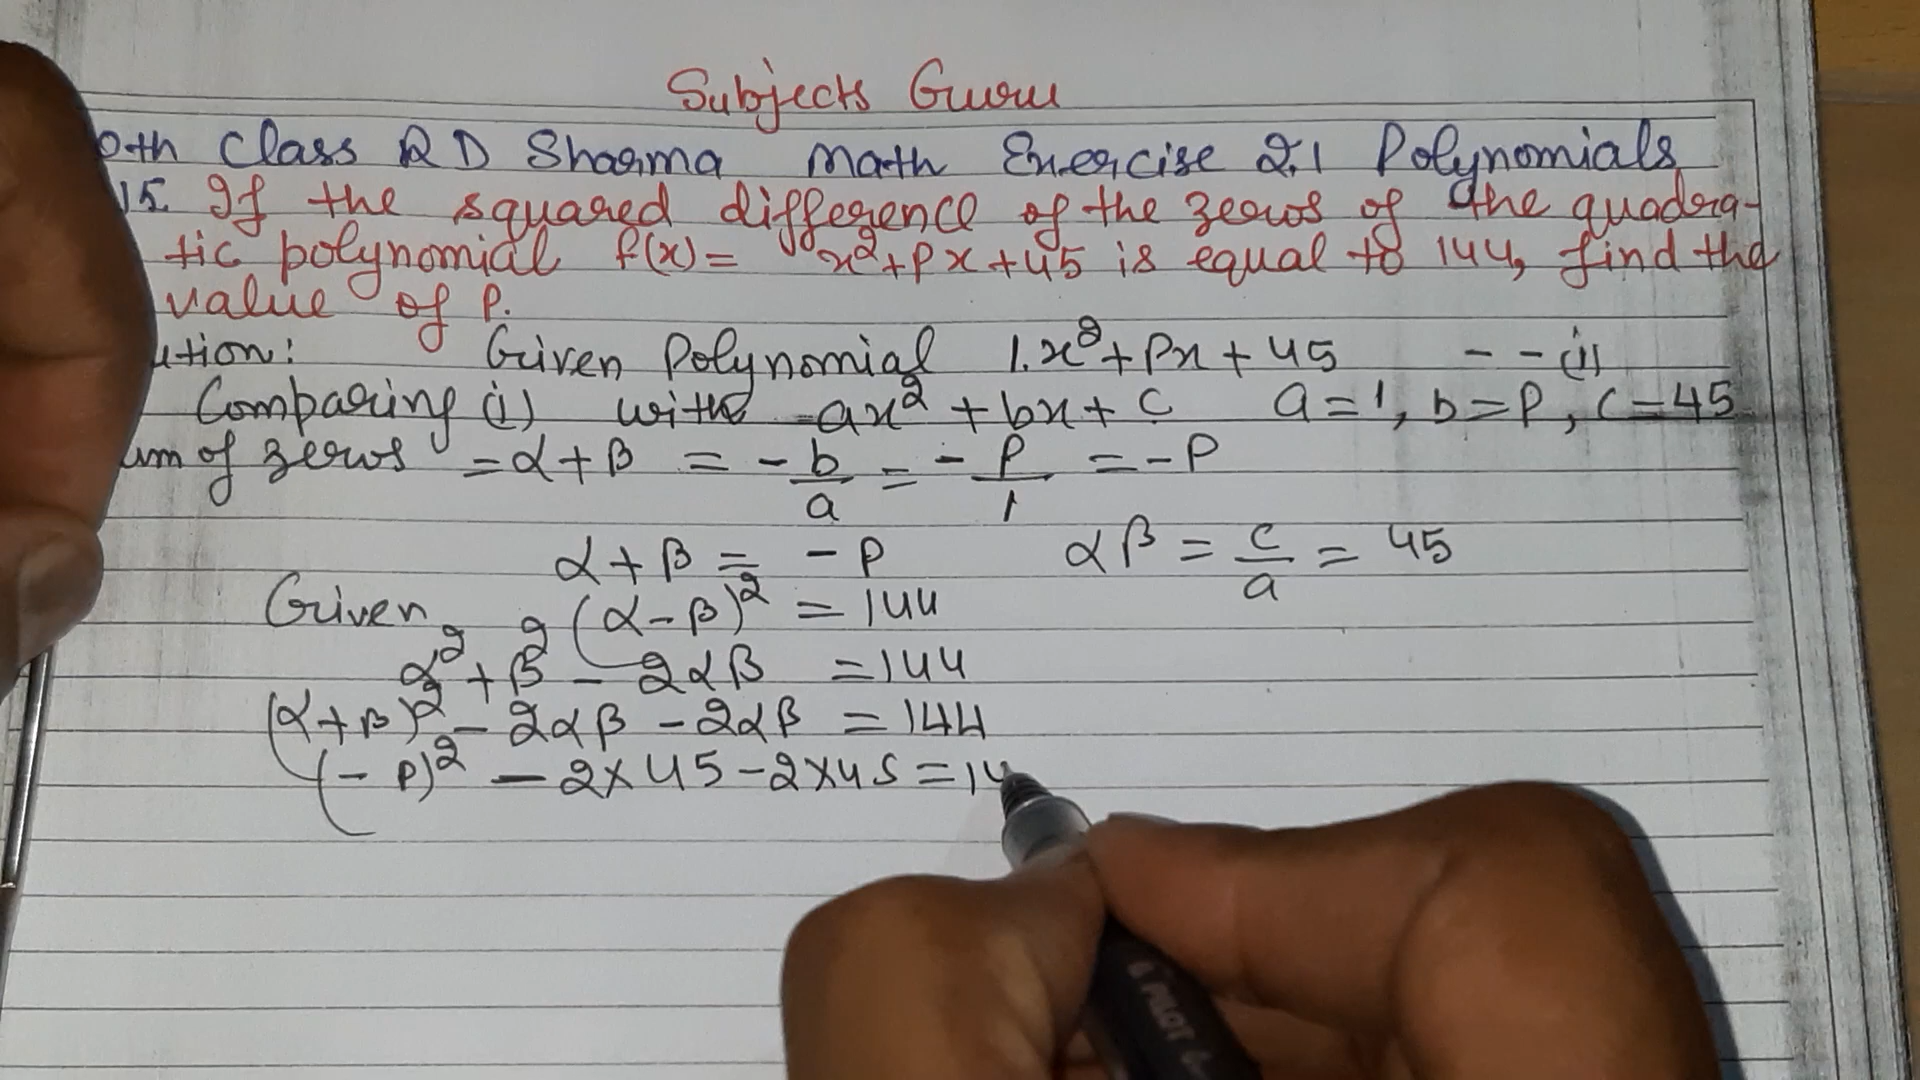 Subjects Guru
0th Class RD Sharma Math Exercise 2.1 Polynomials
15. If the squared difference of the zeros of the quadra-
tic polynomial f(x) = x²+px+45 is equal to 144, find the
value of p.
ution: Given Polynomial 1.x²+px+45 - - (i)
Comparing (i) with ax²+bx+c a=1, b=p, c=45
um of zeros = α+β = -b/a = -p/1 = -p
α+β = -p αβ = c/a = 45
Given, (α-β)² = 144
α²+β²-2αβ = 144
(α+β)²-2αβ-2αβ = 144
(-p)² - 2×45-2×45 = 14
PILOT